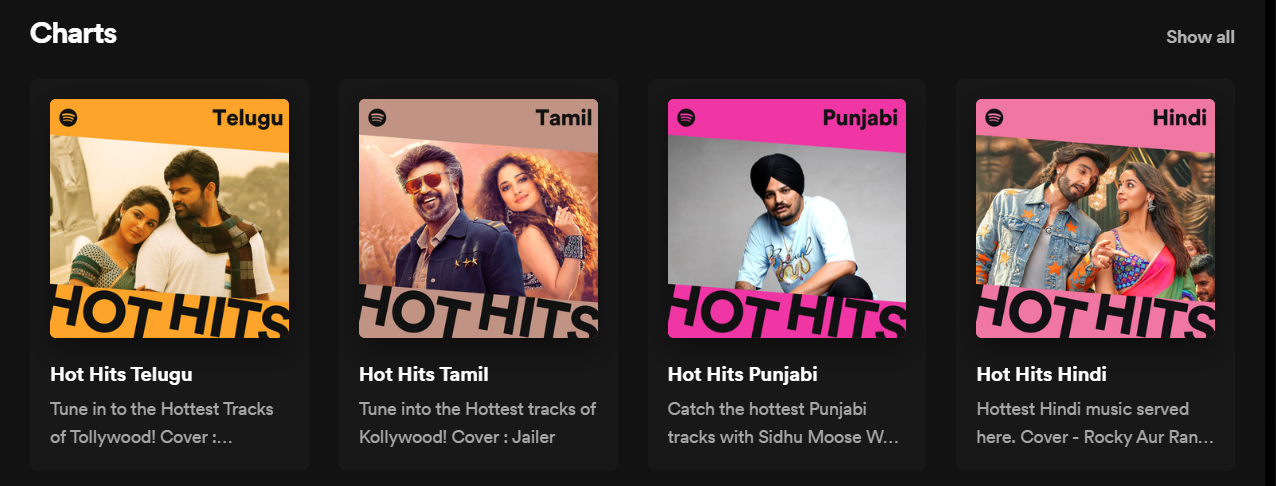 Charts
Show all
Telugu
HOT HITS
Hot Hits Telugu
Tune in to the Hottest Tracks
of Tollywood! Cover :...
Tamil
HOT HITS
Hot Hits Tamil
Tune into the Hottest tracks of
Kollywood! Cover : Jailer
Punjabi
HOT HITS
Hot Hits Punjabi
Catch the hottest Punjabi
tracks with Sidhu Moose W...
Hindi
HOT HITS
Hot Hits Hindi
Hottest Hindi music served
here. Cover - Rocky Aur Ran...